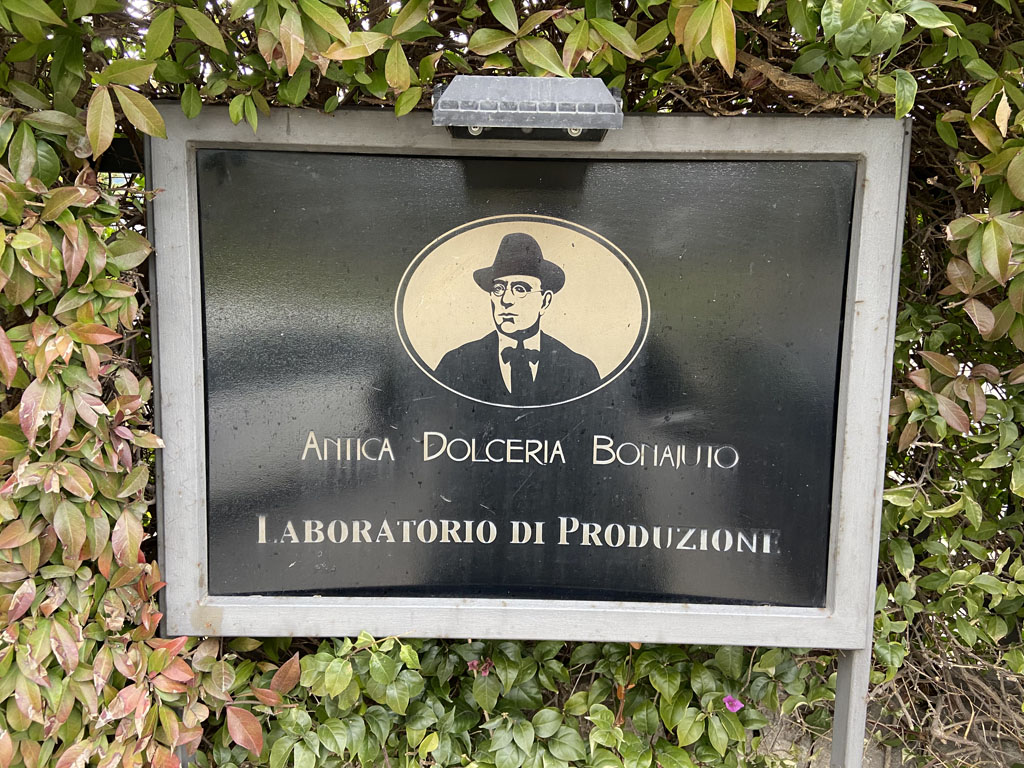 Antica Dolceria Bonajuto
Laboratorio di Produzione